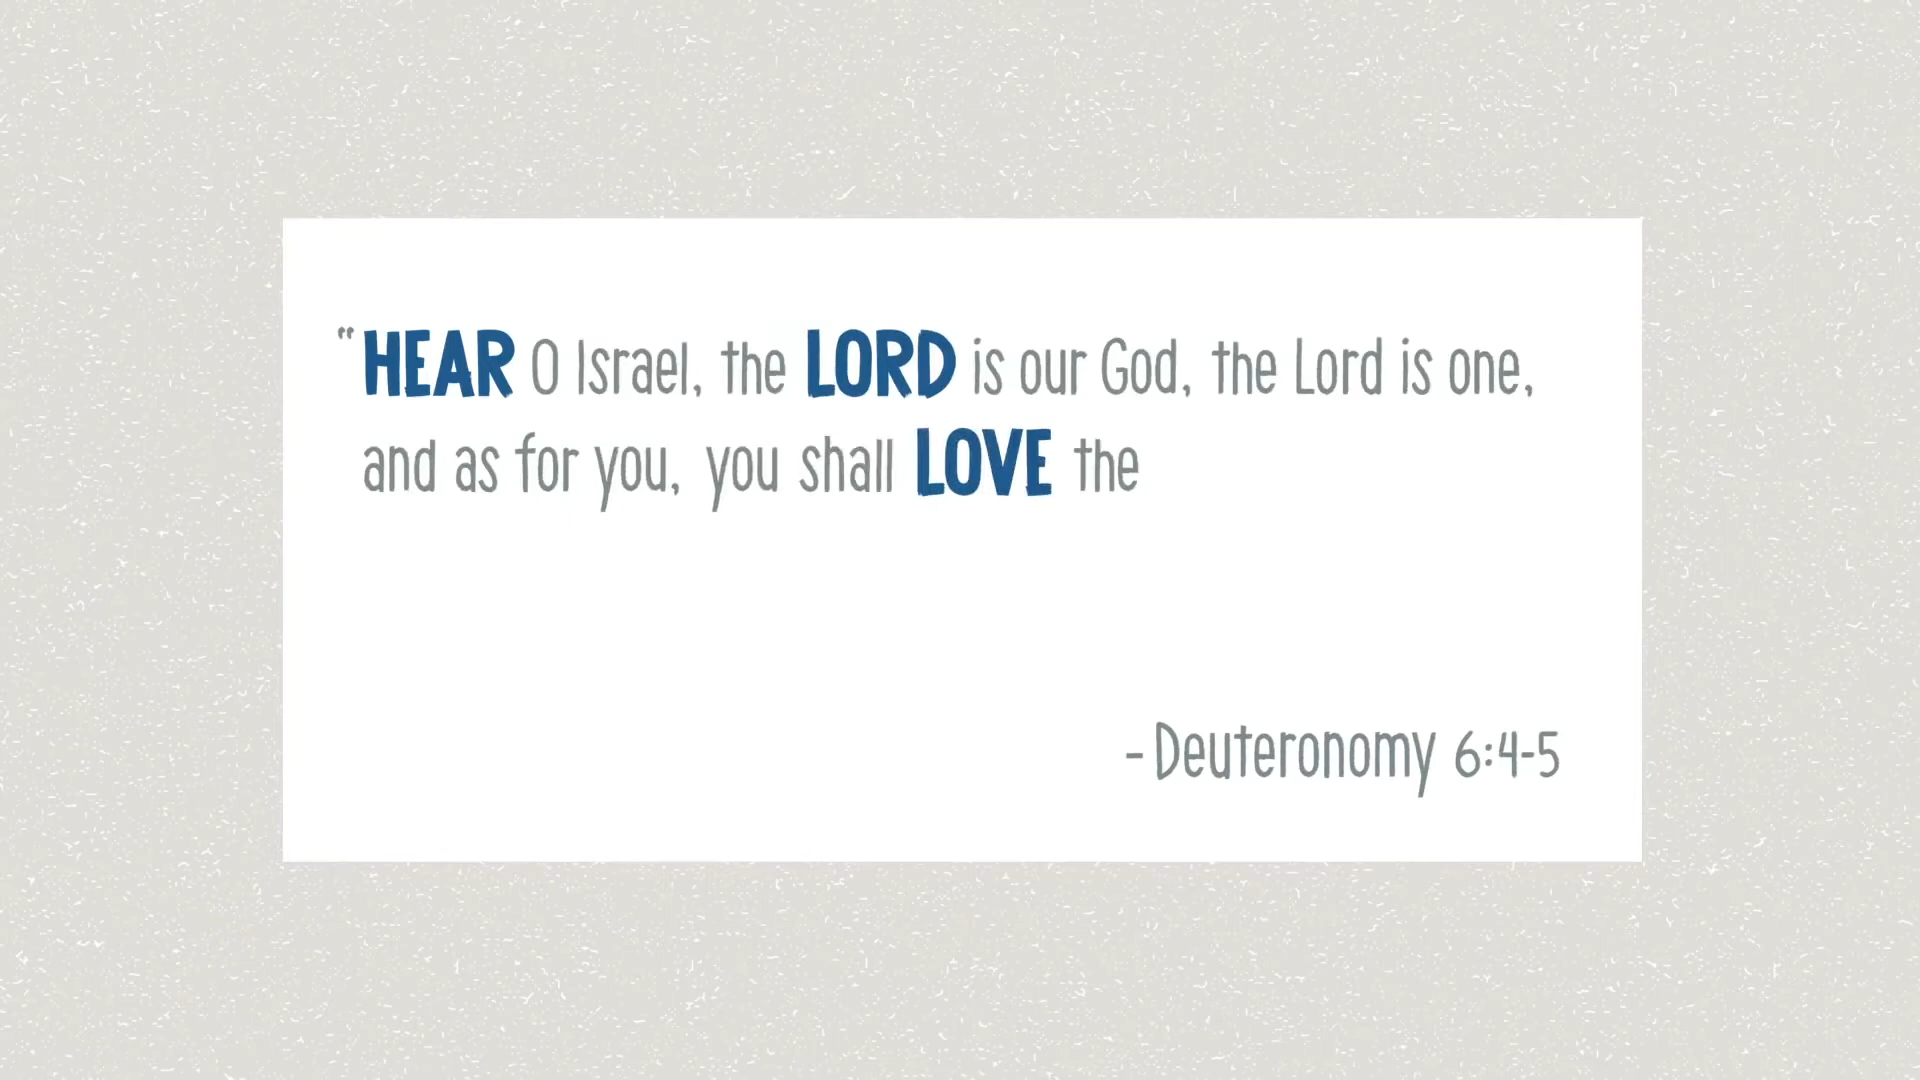 “HEAR O Israel, the LORD is our God, the Lord is one,
and as for you, you shall LOVE the
- Deuteronomy 6:4-5